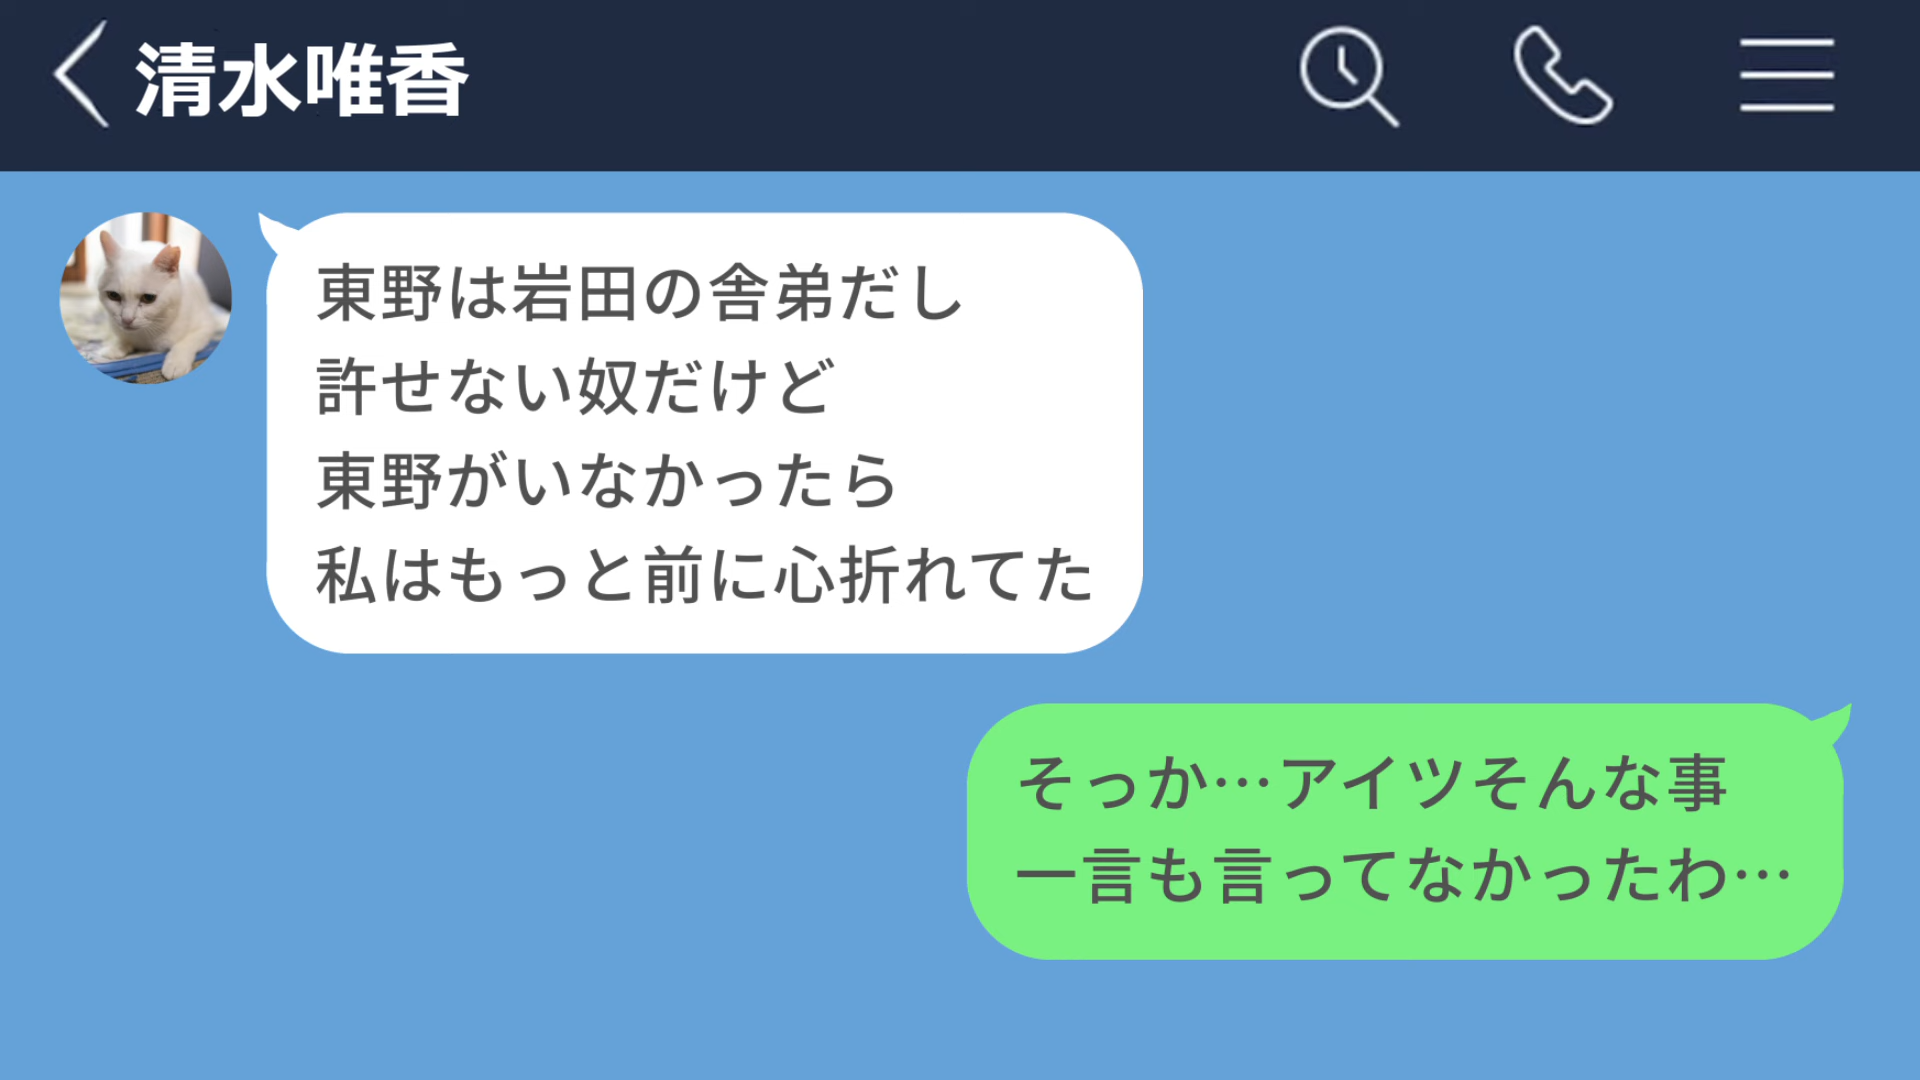 清水唯香
東野は岩田の舎弟だし
許せない奴だけど
東野がいなかったら
私はもっと前に心折れてた
そっか…アイツそんな事
一言も言ってなかったわ…